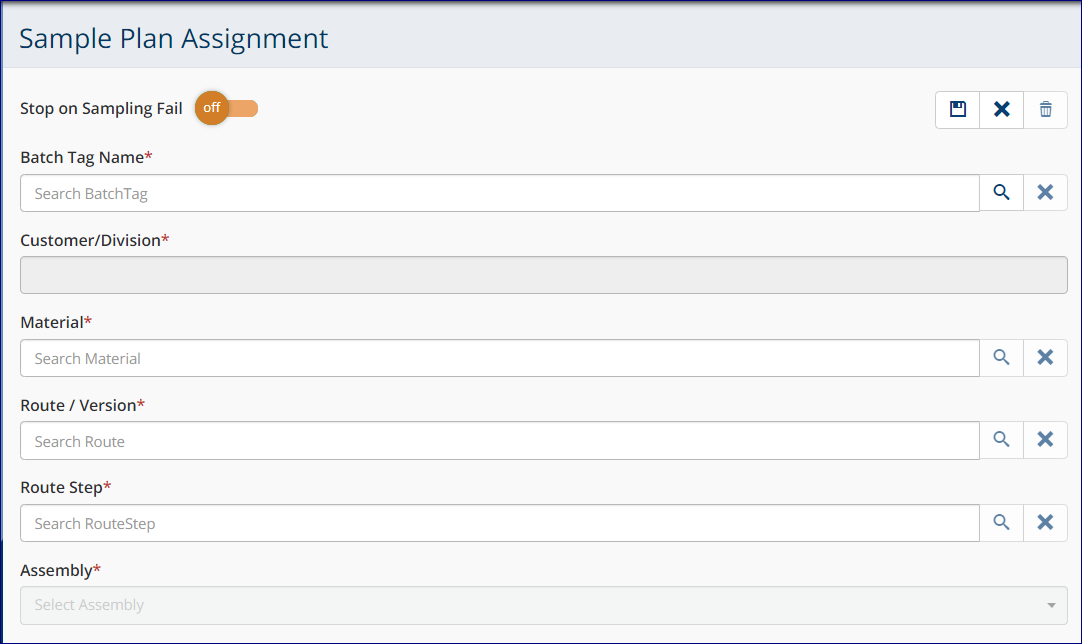 Sample Plan Assignment
Stop on Sampling Fail off
Batch Tag Name*
Search BatchTag
Customer/Division*
Material*
Search Material
Route / Version*
Search Route
Route Step*
Search RouteStep
Assembly*
Select Assembly